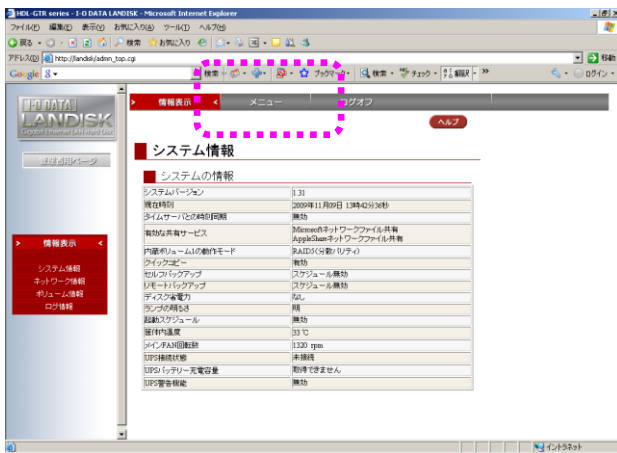 HDL-GTR series - I-O DATA LANDISK - Microsoft Internet Explorer
ファイル(F) 編集(E) 表示(V) お気に入り(A) ツール(T) ヘルプ(H)
戻る 検索 お気に入り
アドレス(D) http://landisk/admn_top.cgi 移動
Google 検索 ブックマーク 検索 チェック 翻訳 ログイン
I-O DATA
LANDISK
Gigabit Ethernet LAN Hard Disk
管理者用ページ
情報表示 メニュー ログオフ
ヘルプ
情報表示
システム情報
ネットワーク情報
ボリューム情報
ログ情報
システム情報
システムの情報
システムバージョン 1.31
現在時刻 2009年11月09日 13時42分36秒
タイムサーバとの時刻同期 無効
有効な共有サービス Microsoftネットワークファイル共有
AppleShareネットワークファイル共有
内蔵ボリューム1の動作モード RAID5(分散パリティ)
クイックコピー 有効
セルフバックアップ スケジュール無効
リモートバックアップ スケジュール無効
ディスク省電力 なし
ランプの明るさ 明
起動スケジュール 無効
筐体内温度 33 ℃
メインFAN回転数 1320 rpm
UPS接続状態 未接続
UPSバッテリー充電容量 取得できません
UPS警告機能 無効
イントラネット